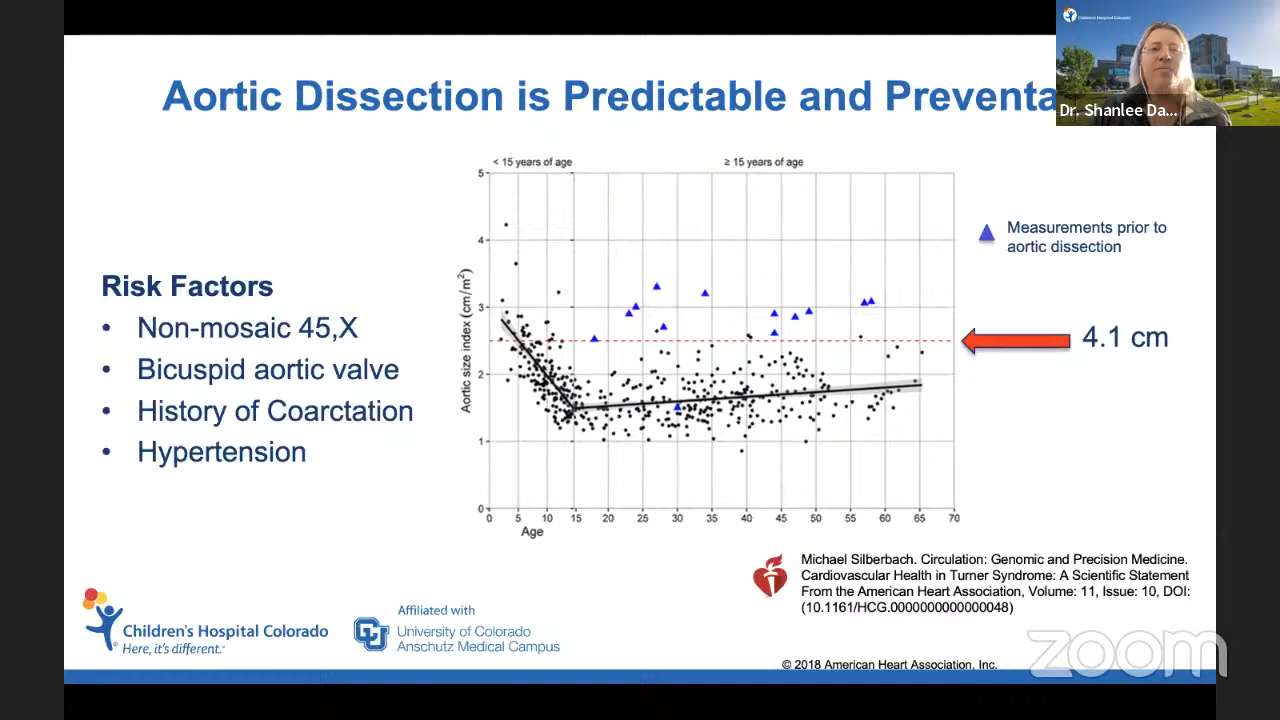 Children's Hospital Colorado
Dr. Shanlee Da...
Aortic Dissection is Predictable and Preventa
< 15 years of age
≥ 15 years of age
5
4
3
2
1
0
Aortic size index (cm/m²)
0 5 10 15 20 25 30 35 40 45 50 55 60 65 70
Age
Measurements prior to
aortic dissection
4.1 cm
Risk Factors
• Non-mosaic 45,X
• Bicuspid aortic valve
• History of Coarctation
• Hypertension
Michael Silberbach. Circulation: Genomic and Precision Medicine.
Cardiovascular Health in Turner Syndrome: A Scientific Statement
From the American Heart Association, Volume: 11, Issue: 10, DOI:
(10.1161/HCG.0000000000000048)
Children's Hospital Colorado
Here, it's different.™
Affiliated with
University of Colorado
Anschutz Medical Campus
© 2018 American Heart Association, Inc.
zoom